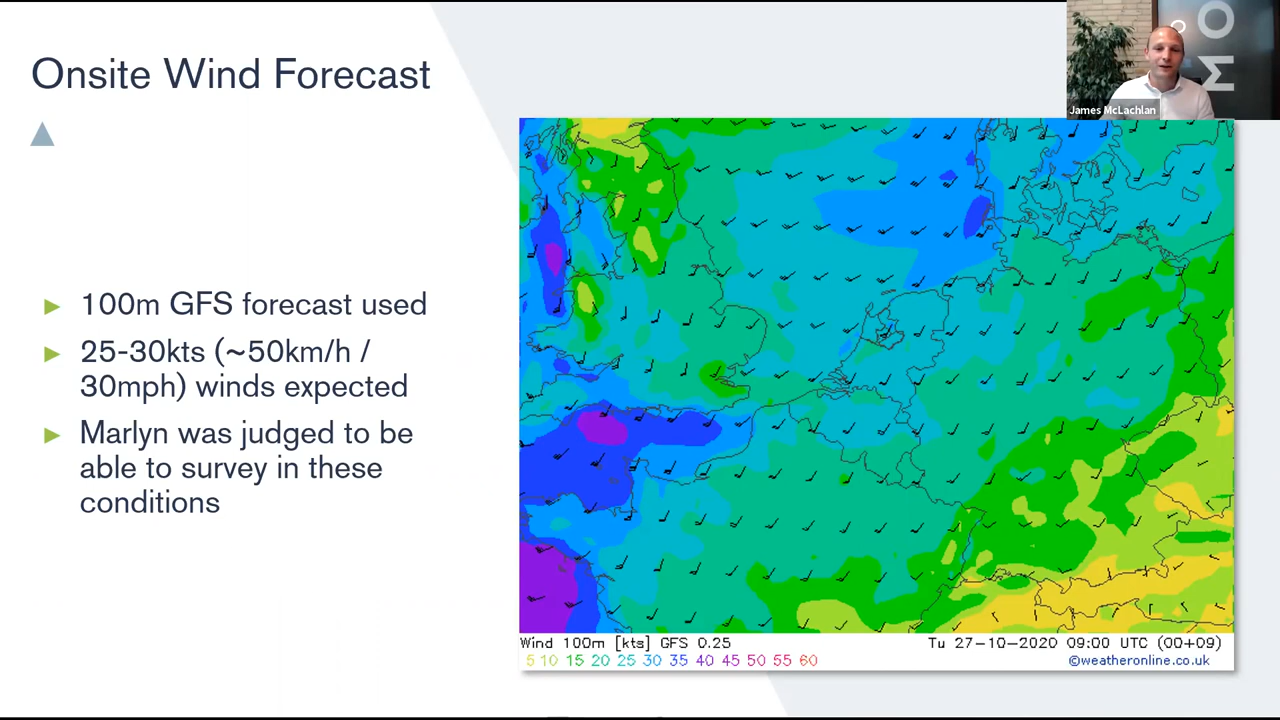 Onsite Wind Forecast
MO
James McLachlan
► 100m GFS forecast used
► 25-30kts (~50km/h /
30mph) winds expected
► Marlyn was judged to be
able to survey in these
conditions
Wind 100m [kts] GFS 0.25
Tu 27-10-2020 09:00 UTC (00+09)
5 10 15 20 25 30 35 40 45 50 55 60
©weatheronline.co.uk